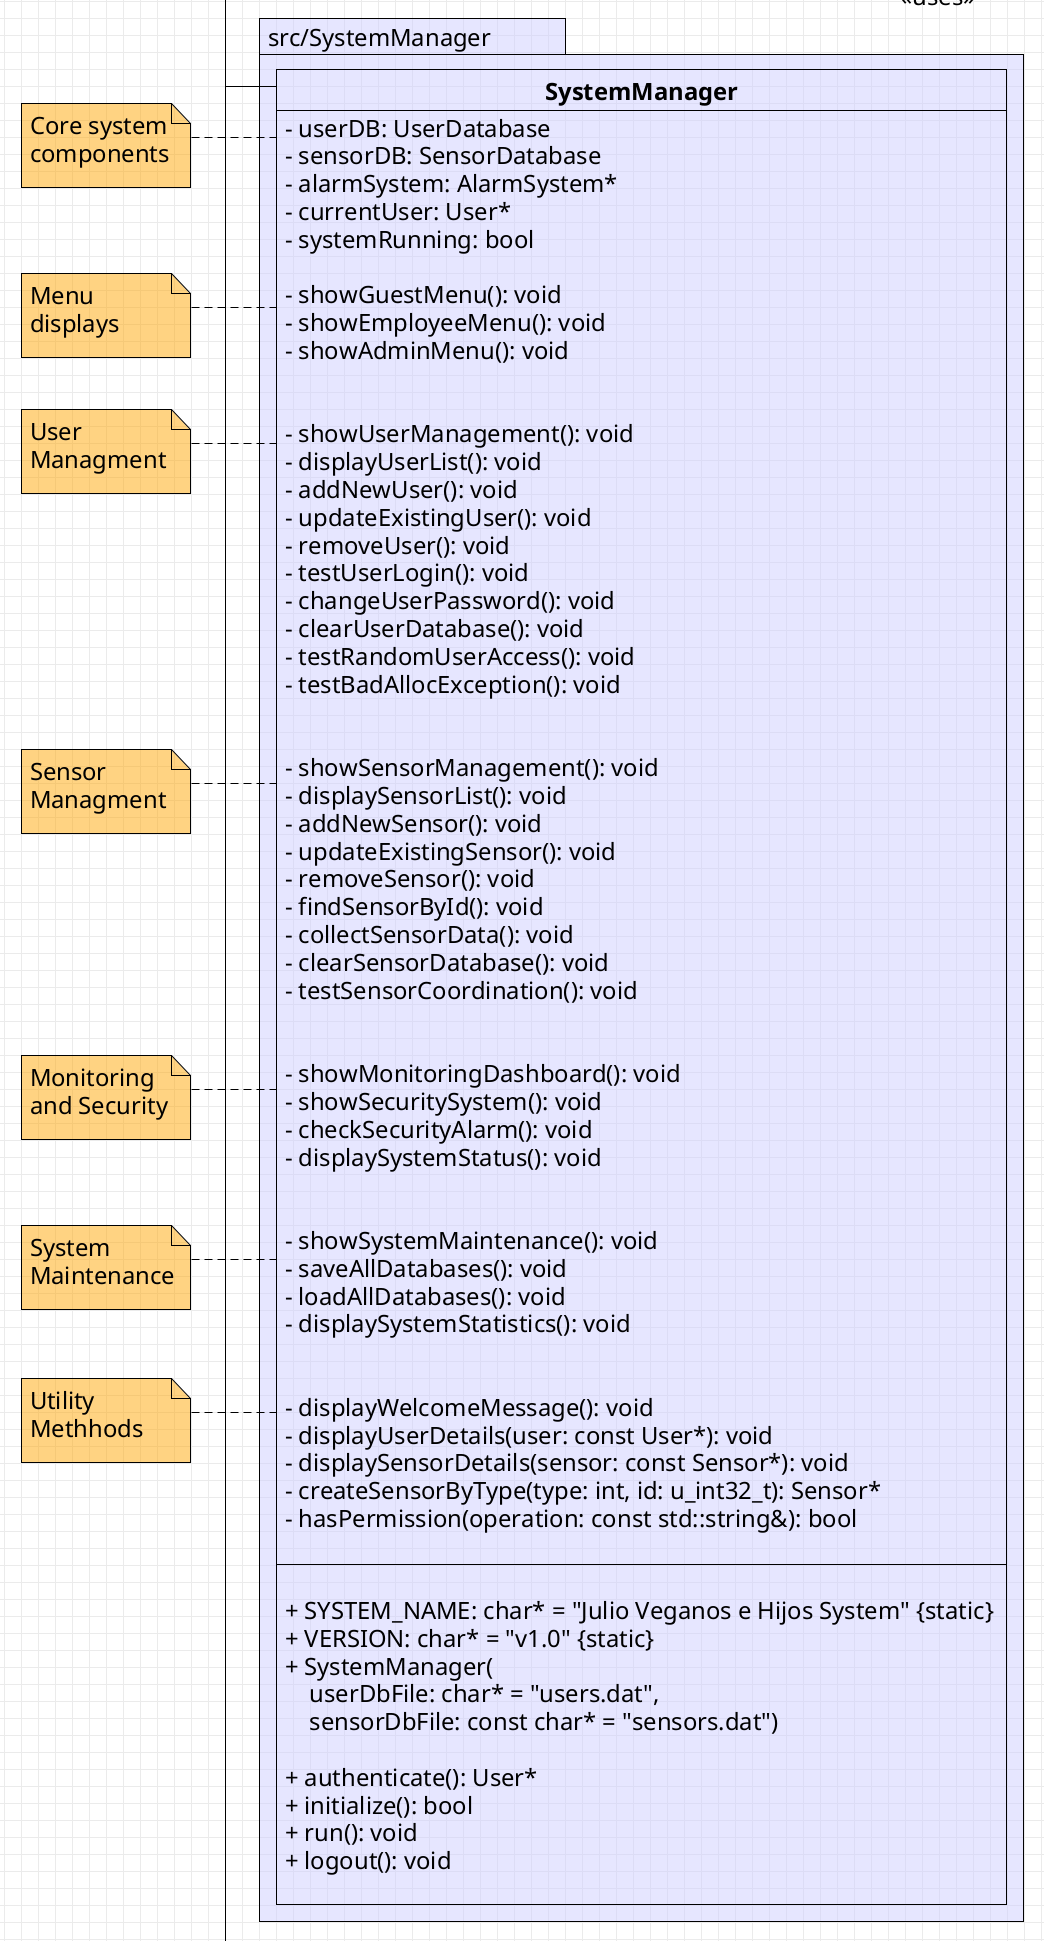 «uses»
src/SystemManager
SystemManager
Core system
components
- userDB: UserDatabase
- sensorDB: SensorDatabase
- alarmSystem: AlarmSystem*
- currentUser: User*
- systemRunning: bool
Menu
displays
- showGuestMenu(): void
- showEmployeeMenu(): void
- showAdminMenu(): void
User
Managment
- showUserManagement(): void
- displayUserList(): void
- addNewUser(): void
- updateExistingUser(): void
- removeUser(): void
- testUserLogin(): void
- changeUserPassword(): void
- clearUserDatabase(): void
- testRandomUserAccess(): void
- testBadAllocException(): void
Sensor
Managment
- showSensorManagement(): void
- displaySensorList(): void
- addNewSensor(): void
- updateExistingSensor(): void
- removeSensor(): void
- findSensorById(): void
- collectSensorData(): void
- clearSensorDatabase(): void
- testSensorCoordination(): void
Monitoring
and Security
- showMonitoringDashboard(): void
- showSecuritySystem(): void
- checkSecurityAlarm(): void
- displaySystemStatus(): void
System
Maintenance
- showSystemMaintenance(): void
- saveAllDatabases(): void
- loadAllDatabases(): void
- displaySystemStatistics(): void
Utility
Methhods
- displayWelcomeMessage(): void
- displayUserDetails(user: const User*): void
- displaySensorDetails(sensor: const Sensor*): void
- createSensorByType(type: int, id: u_int32_t): Sensor*
- hasPermission(operation: const std::string&): bool
+ SYSTEM_NAME: char* = "Julio Veganos e Hijos System" {static}
+ VERSION: char* = "v1.0" {static}
+ SystemManager(
userDbFile: char* = "users.dat",
sensorDbFile: const char* = "sensors.dat")
+ authenticate(): User*
+ initialize(): bool
+ run(): void
+ logout(): void